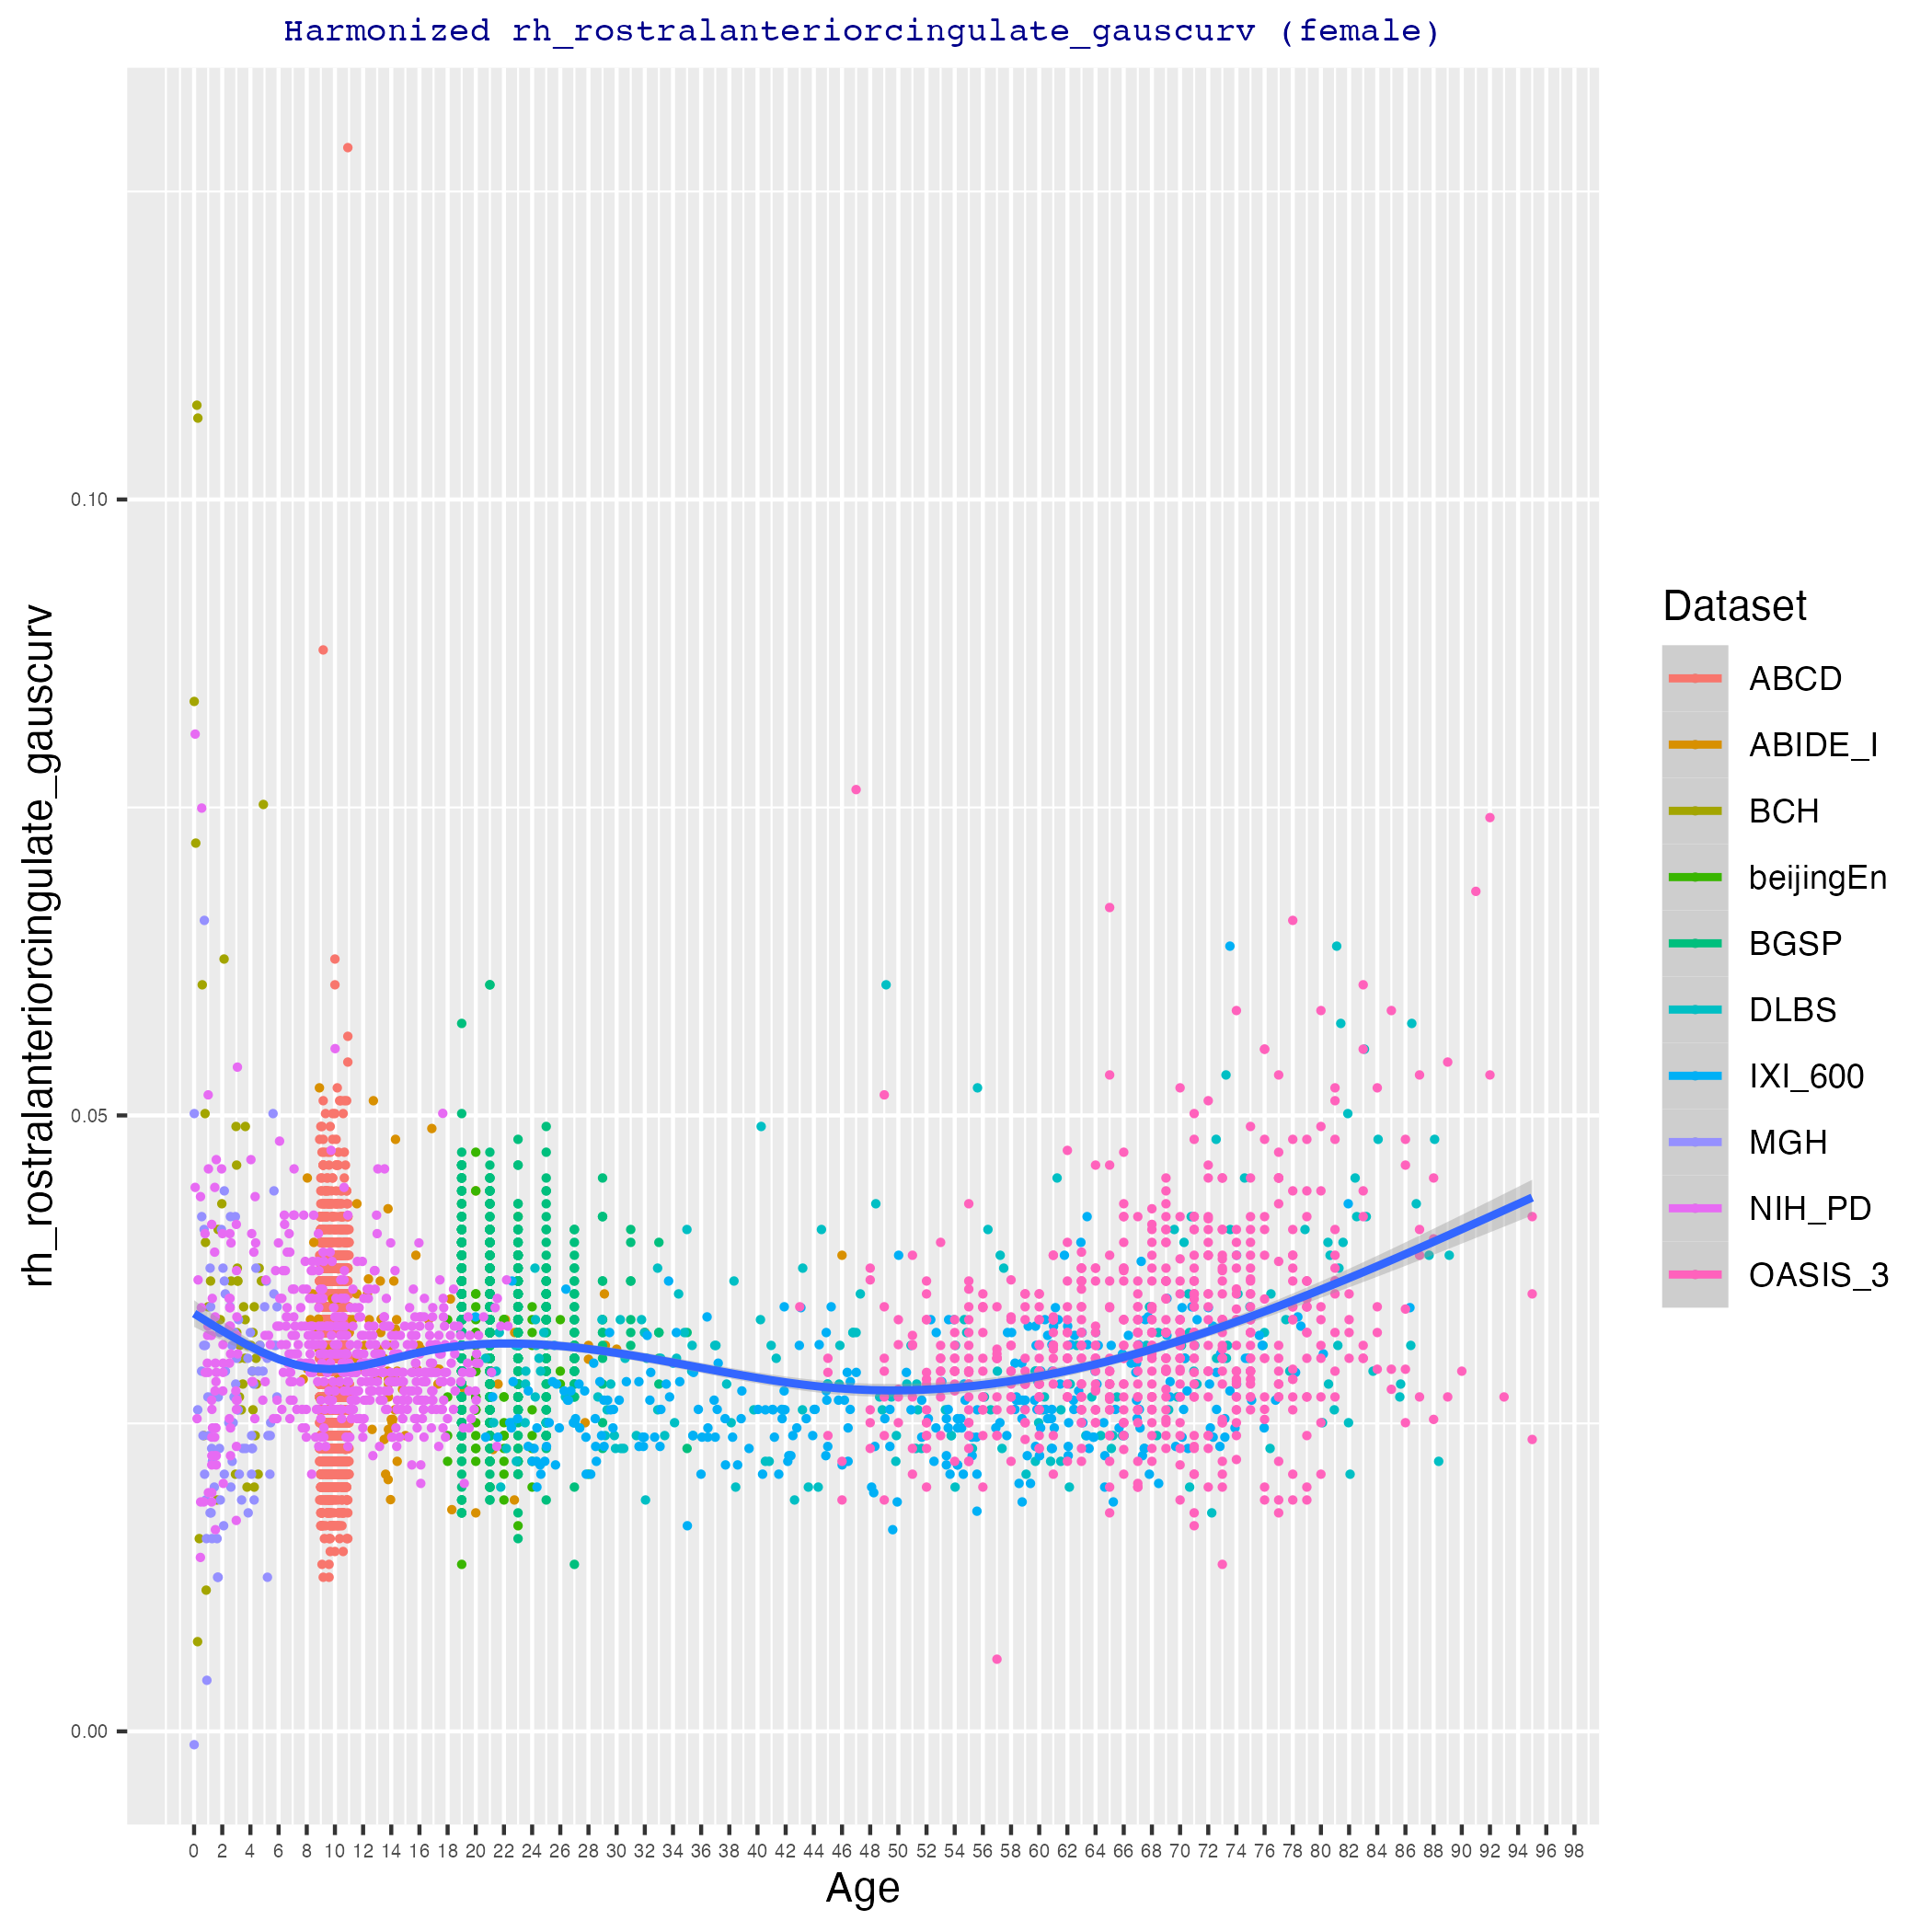 Harmonized rh_rostralanteriorcingulate_gauscurv (female)
rh_rostralanteriorcingulate_gauscurv
0.10
0.05
0.00
0 2 4 6 8 10 12 14 16 18 20 22 24 26 28 30 32 34 36 38 40 42 44 46 48 50 52 54 56 58 60 62 64 66 68 70 72 74 76 78 80 82 84 86 88 90 92 94 96 98
Age
Dataset
ABCD
ABIDE_I
BCH
beijingEn
BGSP
DLBS
IXI_600
MGH
NIH_PD
OASIS_3